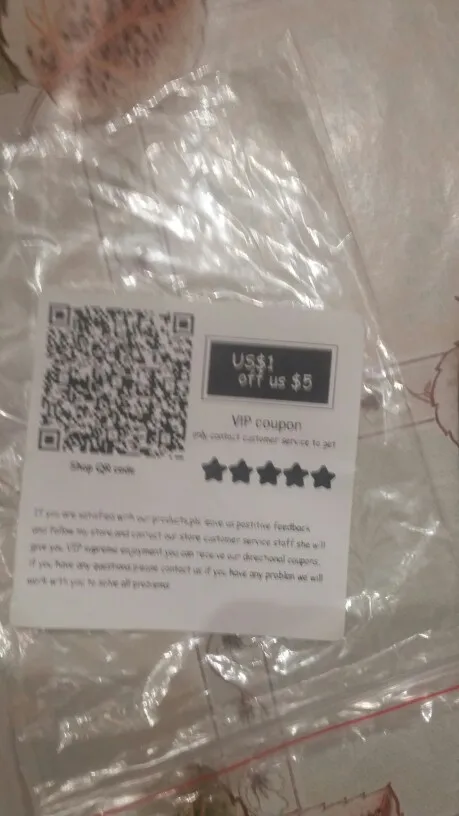 US$1
off us $5
VIP coupon
only contact customer service to get
Shop QR code
If you are satisfied with our products,plc leave us positive feedback
and follow my store,and contact our store customer service staff she will
give you VIP supreme enjoyment you can receive our directional coupons,
if you have any questions please contact us if you have any problem we will
work with you to solve all